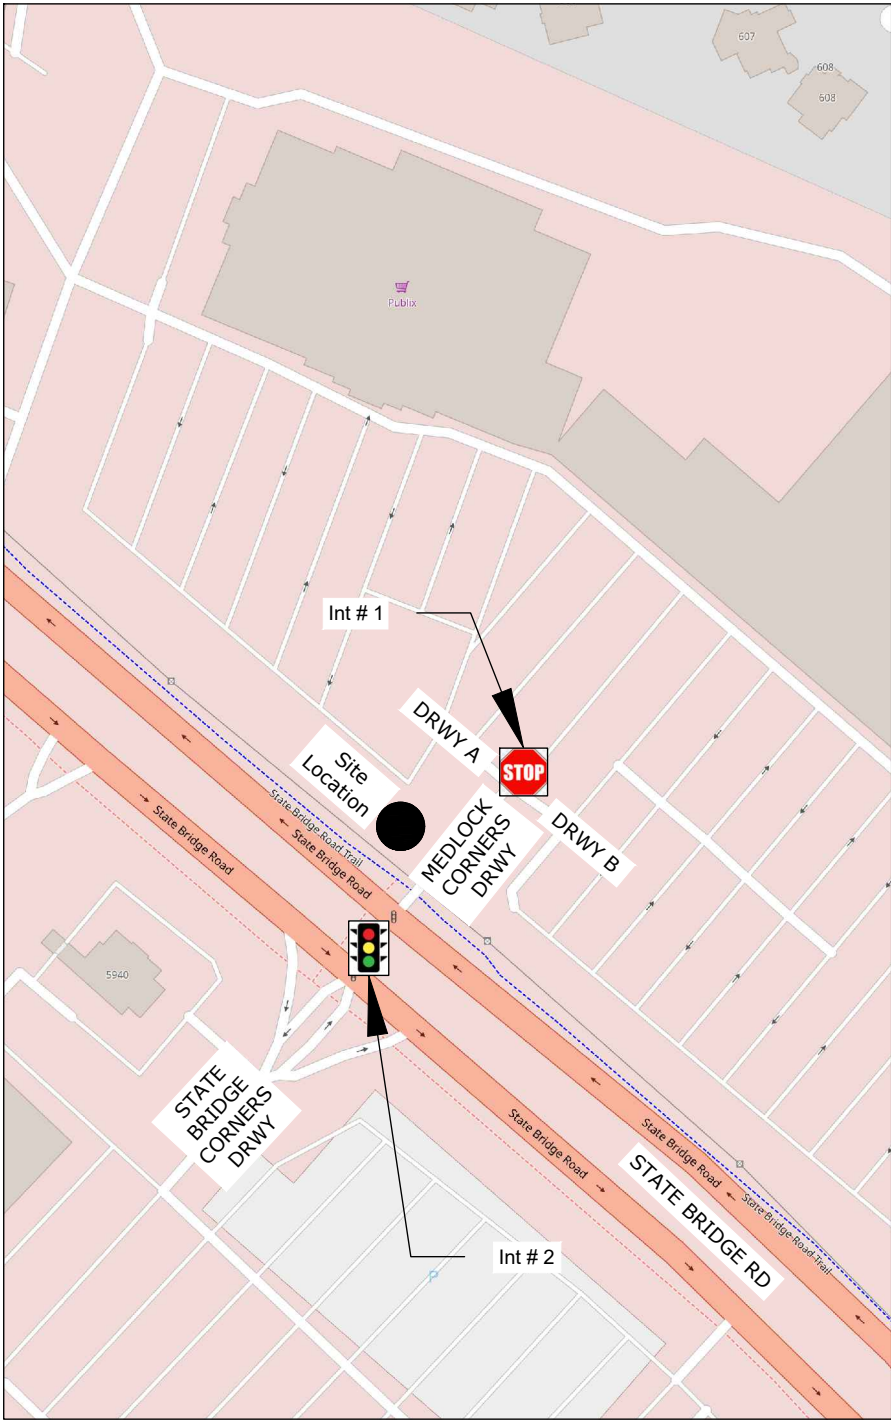 607
608
608
Publix
Int # 1
DRWY A
STOP
Site
Location
DRWY B
MEDLOCK
CORNERS
DRWY
State Bridge Road Trail
State Bridge Road
State Bridge Road
5940
STATE
BRIDGE
CORNERS
DRWY
State Bridge Road
State Bridge Road
STATE BRIDGE RD
State Bridge Road Trail
Int # 2
P